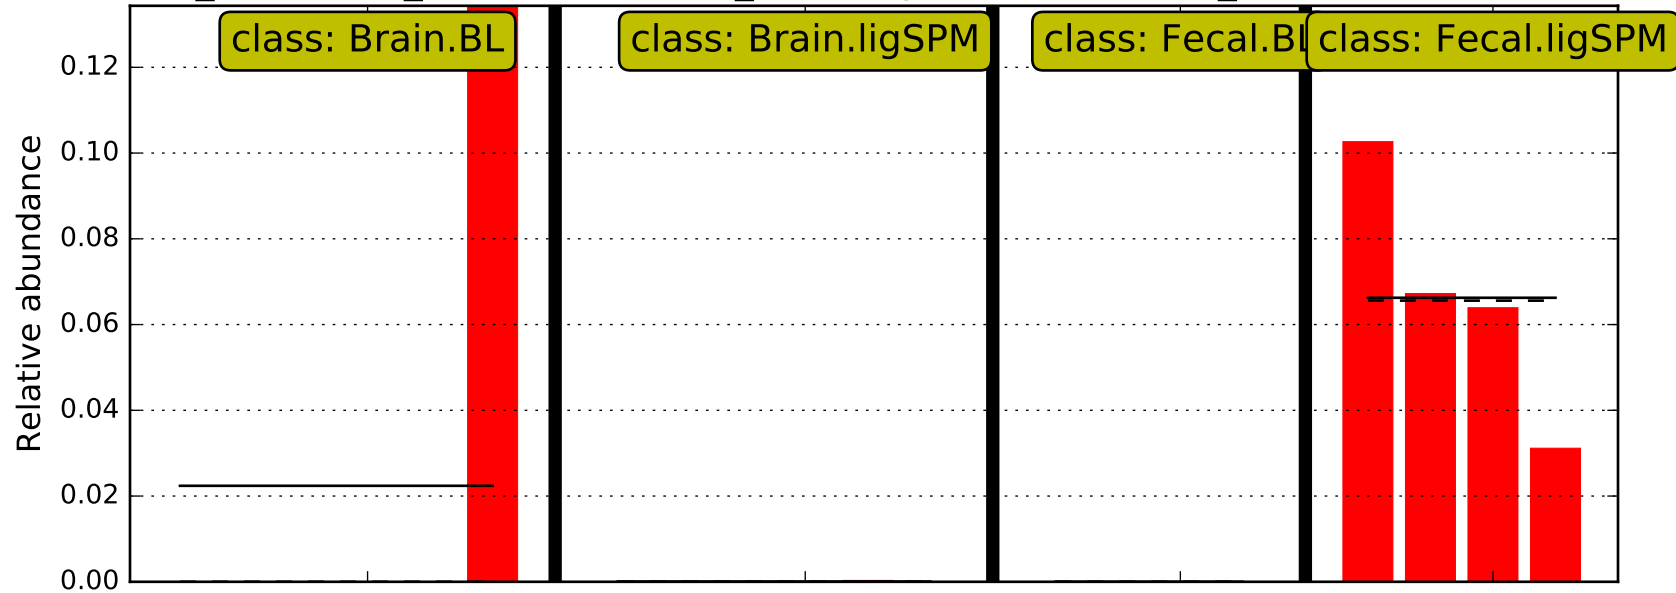 class: Brain.BL
class: Brain.ligSPM
class: Fecal.BL
class: Fecal.ligSPM
Relative abundance
0.12
0.10
0.08
0.06
0.04
0.02
0.00